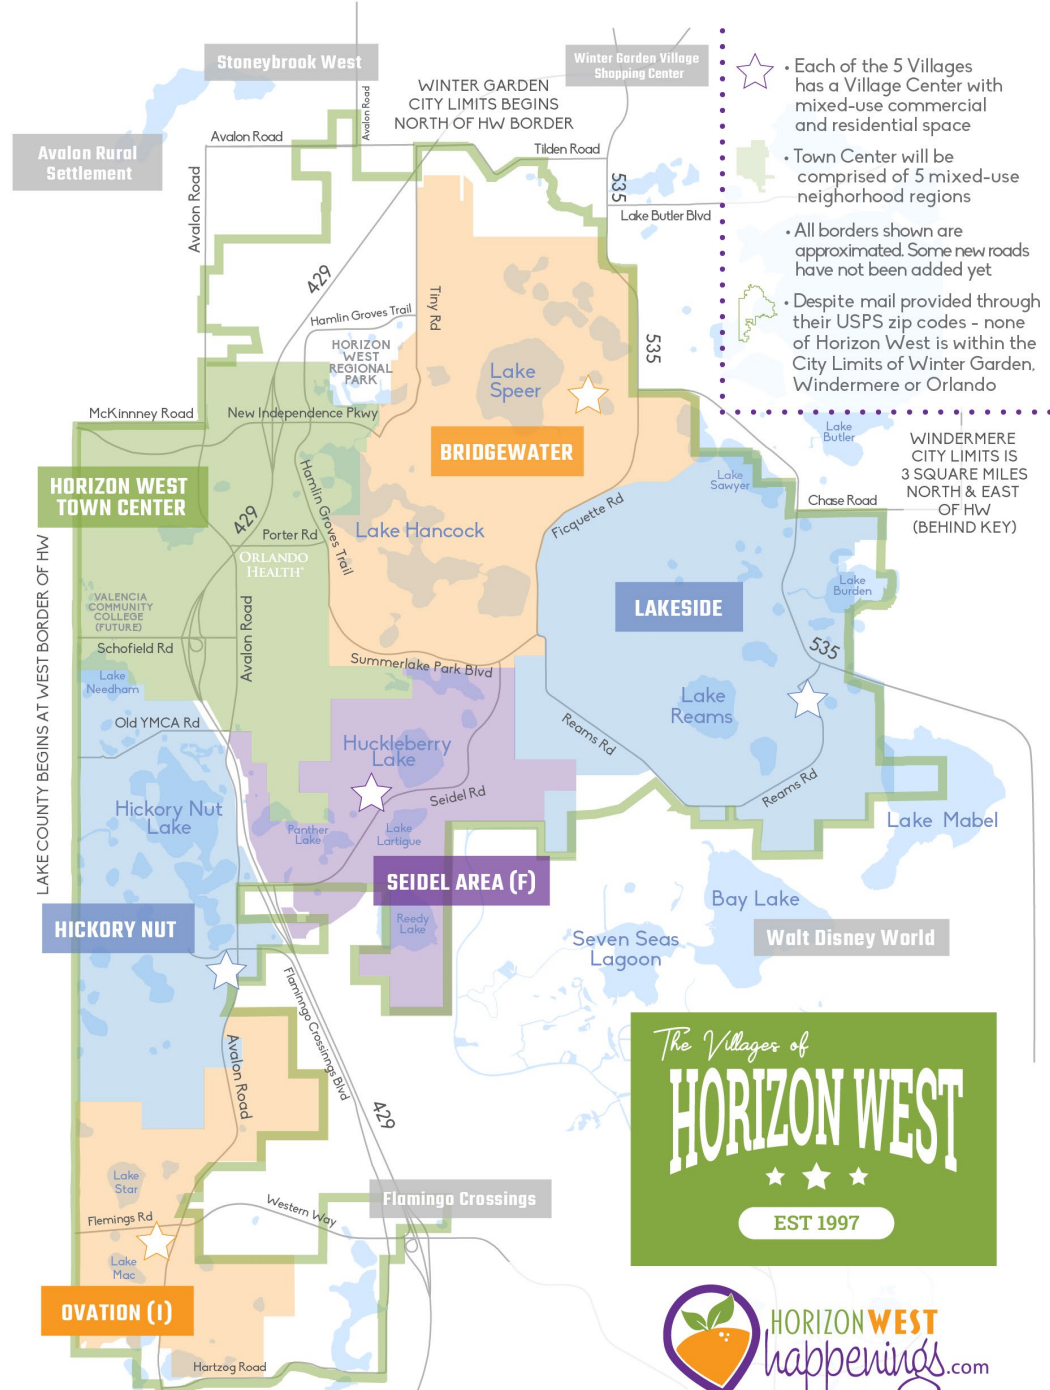 Stoneybrook West
Winter Garden Village
Shopping Center
WINTER GARDEN
CITY LIMITS BEGINS
NORTH OF HW BORDER
Avalon Road
Avalon Road
Avalon Rural
Settlement
Avalon Road
Tilden Road
535
Lake Butler Blvd
• Each of the 5 Villages
has a Village Center with
mixed-use commercial
and residential space
• Town Center will be
comprised of 5 mixed-use
neighorhood regions
• All borders shown are
approximated. Some new roads
have not been added yet
• Despite mail provided through
their USPS zip codes - none
of Horizon West is within the
City Limits of Winter Garden,
Windermere or Orlando
429
Tiny Rd
Hamlin Groves Trail
HORIZON
WEST
REGIONAL
PARK
535
Lake
Speer
McKinnney Road
New Independence Pkwy
BRIDGEWATER
Lake
Butler
WINDERMERE
CITY LIMITS IS
3 SQUARE MILES
NORTH & EAST
OF HW
(BEHIND KEY)
HORIZON WEST
TOWN CENTER
Hamlin Groves Trail
Lake
Sawyer
Chase Road
429
Porter Rd
Lake Hancock
Ficquette Rd
ORLANDO
HEALTH®
LAKE COUNTY BEGINS AT WEST BORDER OF HW
VALENCIA
COMMUNITY
COLLEGE
(FUTURE)
Avalon Road
LAKESIDE
Lake
Burden
Schofield Rd
535
Summerlake Park Blvd
Lake
Needham
Lake
Reams
Old YMCA Rd
Reams Rd
Huckleberry
Lake
Reams Rd
Seidel Rd
Hickory Nut
Lake
Panther
Lake
Lake
Lartigue
Lake Mabel
SEIDEL AREA (F)
Bay Lake
HICKORY NUT
Reedy
Lake
Seven Seas
Lagoon
Walt Disney World
Flaminngo Crossinngs Blvd
Avalon Road
429
The Villages of
HORIZON WEST
EST 1997
Lake
Star
Flemings Rd
Western Way
Flamingo Crossings
Lake
Mac
OVATION (I)
Hartzog Road
HORIZONWEST
happenings.com